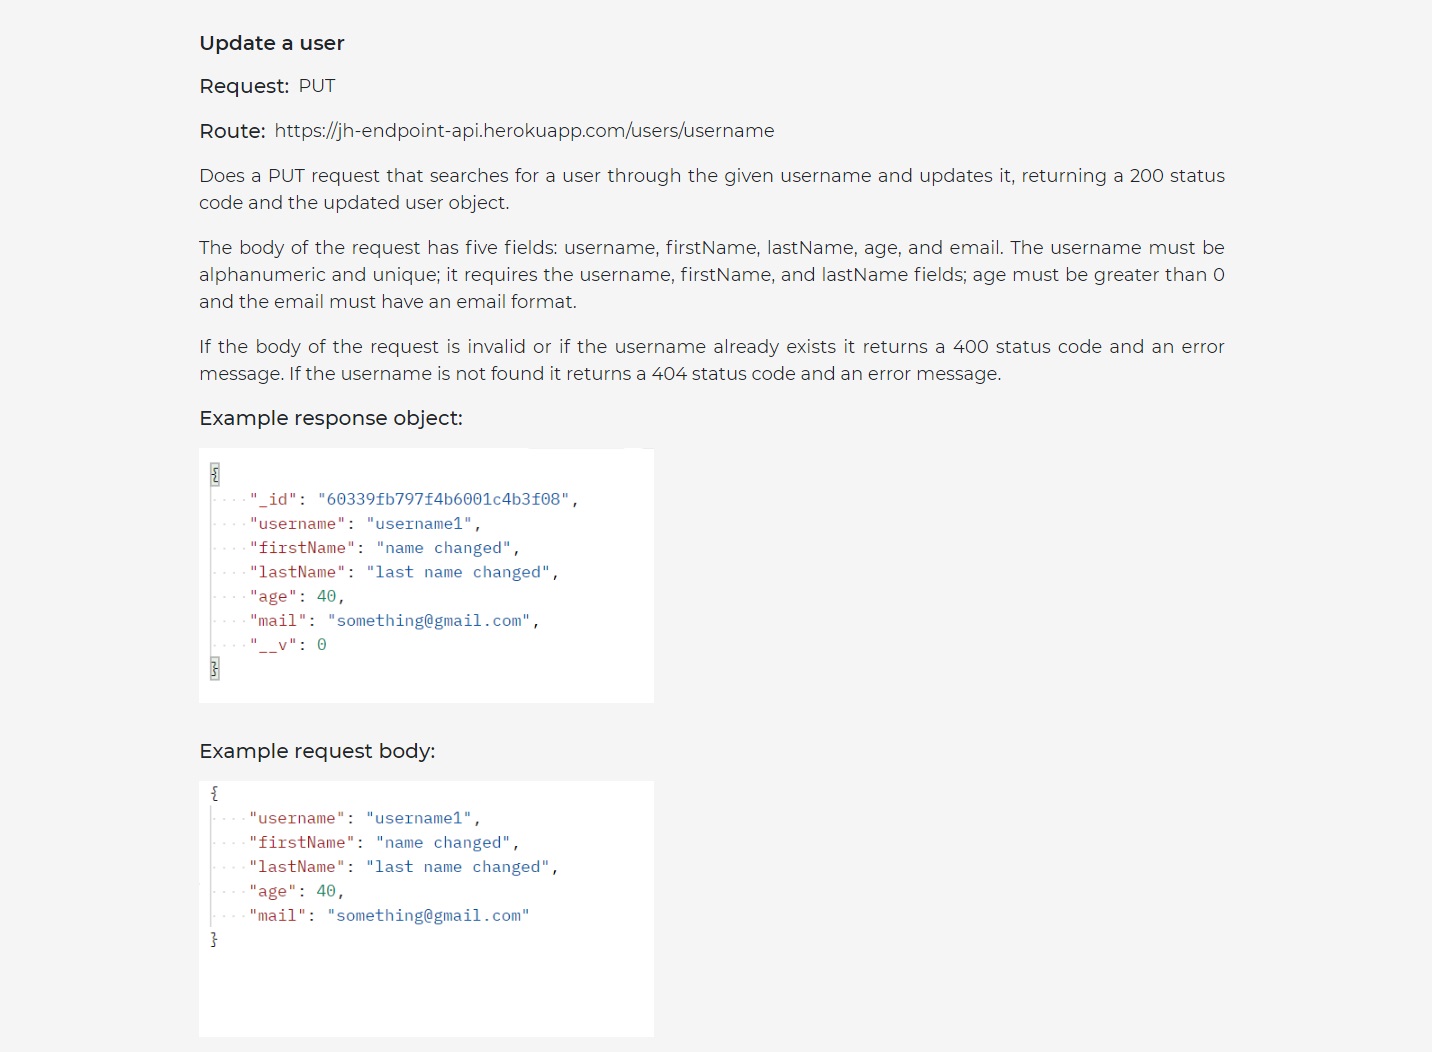 Update a user
Request: PUT
Route: https://jh-endpoint-api.herokuapp.com/users/username
Does a PUT request that searches for a user through the given username and updates it, returning a 200 status
code and the updated user object.
The body of the request has five fields: username, firstName, lastName, age, and email. The username must be
alphanumeric and unique; it requires the username, firstName, and lastName fields; age must be greater than 0
and the email must have an email format.
If the body of the request is invalid or if the username already exists it returns a 400 status code and an error
message. If the username is not found it returns a 404 status code and an error message.
Example response object:
{
"_id": "60339fb797f4b6001c4b3f08",
"username": "username1",
"firstName": "name changed",
"lastName": "last name changed",
"age": 40,
"mail": "something@gmail.com",
"__v": 0
}
Example request body:
{
"username": "username1",
"firstName": "name changed",
"lastName": "last name changed",
"age": 40,
"mail": "something@gmail.com"
}